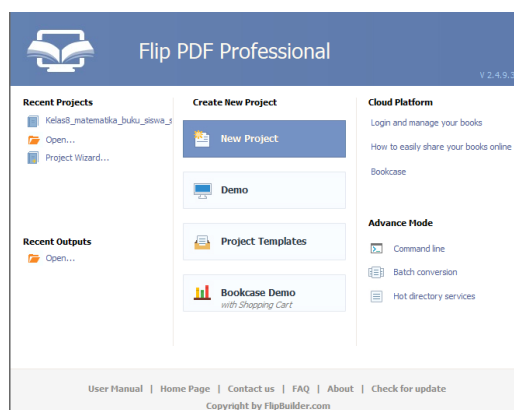 Flip PDF Professional
V 2.4.9.3
Recent Projects
Kelas8_matematika_buku_siswa_s
Open...
Project Wizard...
Recent Outputs
Open...
Create New Project
New Project
Demo
Project Templates
Bookcase Demo
with Shopping Cart
Cloud Platform
Login and manage your books
How to easily share your books online
Bookcase
Advance Mode
Command line
Batch conversion
Hot directory services
User Manual | Home Page | Contact us | FAQ | About | Check for update
Copyright by FlipBuilder.com